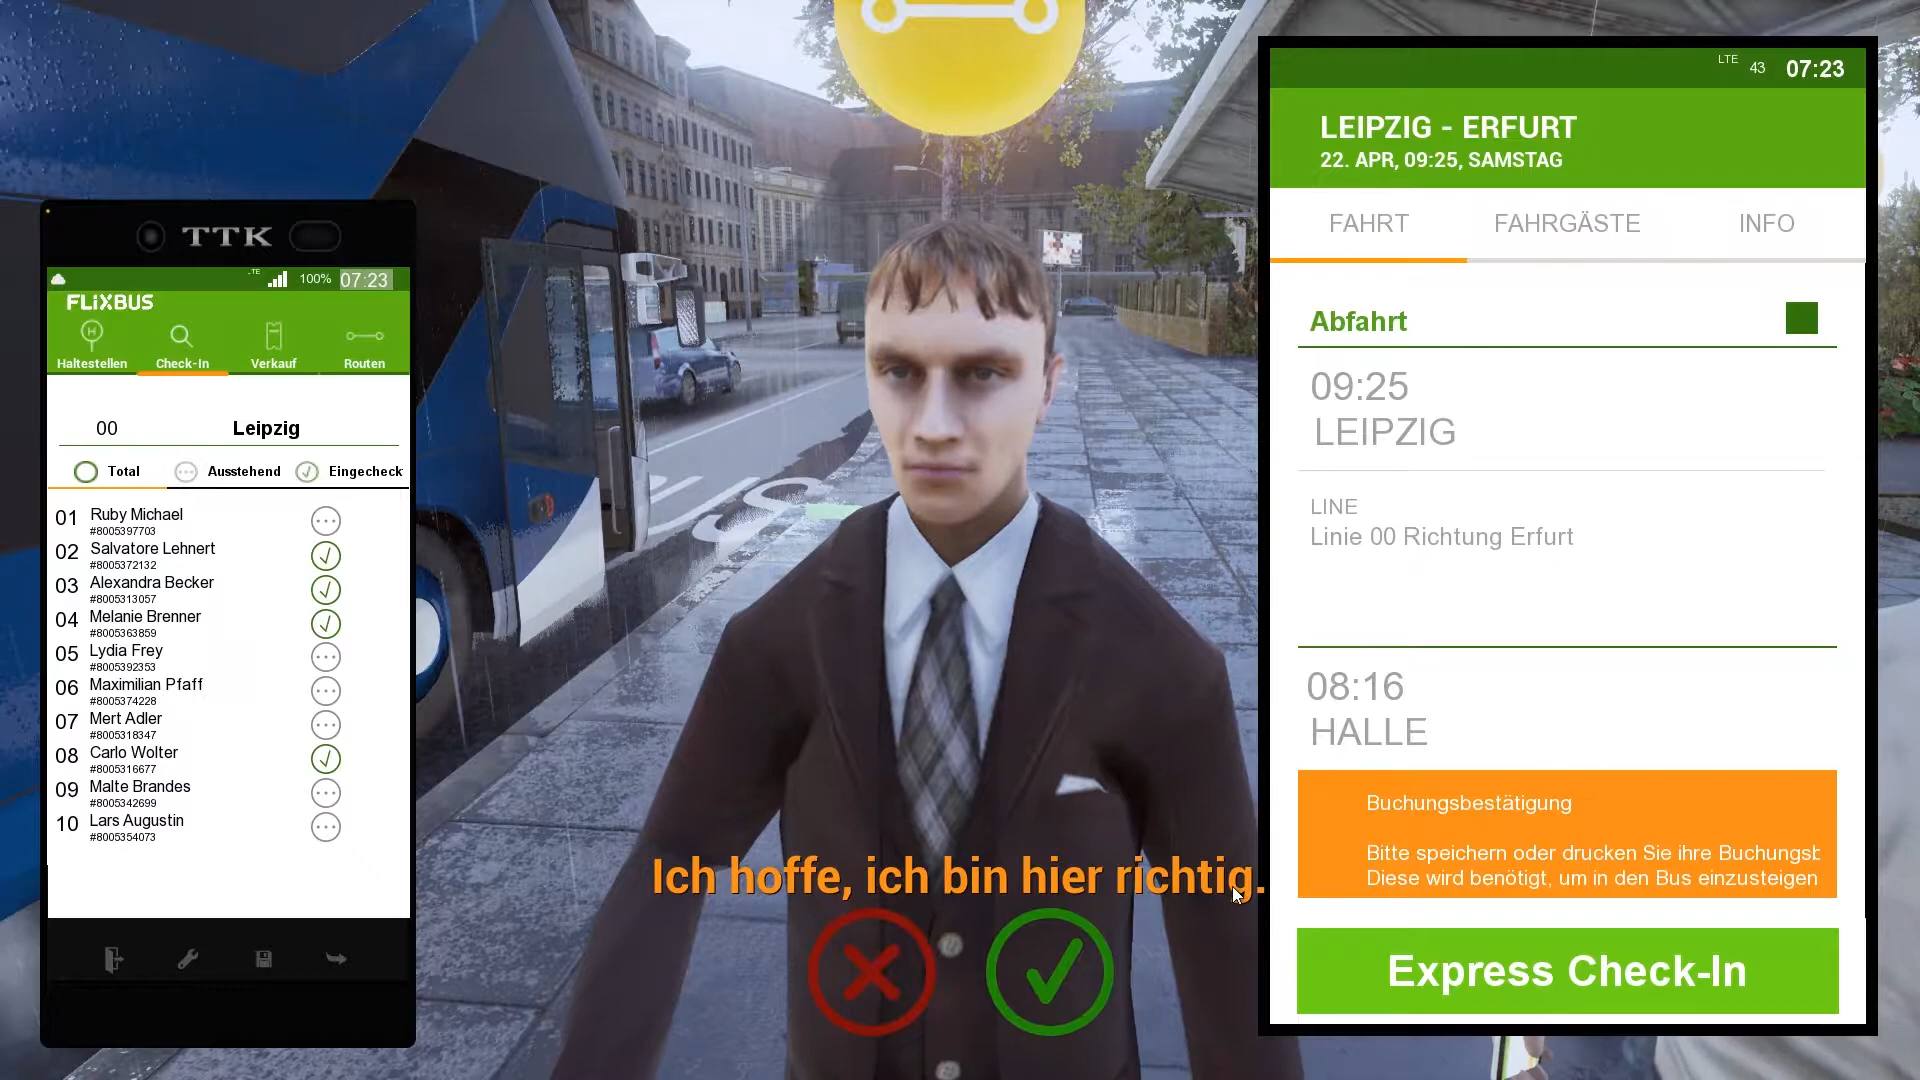 TTK
LTE
100%
07:23
FLiXBUS
Haltestellen
Check-In
Verkauf
Routen
00
Leipzig
Total
Ausstehend
Eingecheck
01 Ruby Michael
#8005397703
02 Salvatore Lehnert
#8005372132
03 Alexandra Becker
#8005313057
04 Melanie Brenner
#8005363859
05 Lydia Frey
#8005392353
06 Maximilian Pfaff
#8005374228
07 Mert Adler
#8005318347
08 Carlo Wolter
#8005316677
09 Malte Brandes
#8005342699
10 Lars Augustin
#8005354073
BUS
Ich hoffe, ich bin hier richtig.
LTE 43 07:23
LEIPZIG - ERFURT
22. APR, 09:25, SAMSTAG
FAHRT
FAHRGÄSTE
INFO
Abfahrt
09:25
LEIPZIG
LINE
Linie 00 Richtung Erfurt
08:16
HALLE
Buchungsbestätigung
Bitte speichern oder drucken Sie ihre Buchungsb
Diese wird benötigt, um in den Bus einzusteigen
Express Check-In